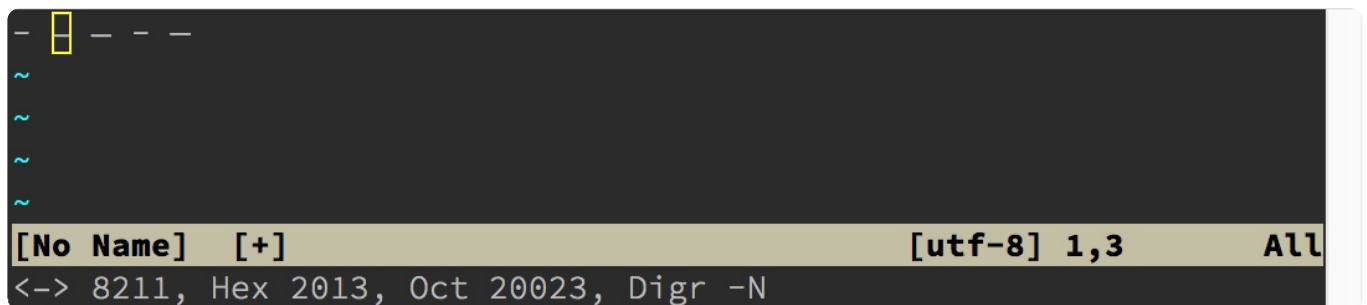 - – — - —
~
~
~
~
[No Name] [+] [utf-8] 1,3 All
<–> 8211, Hex 2013, Oct 20023, Digr -N